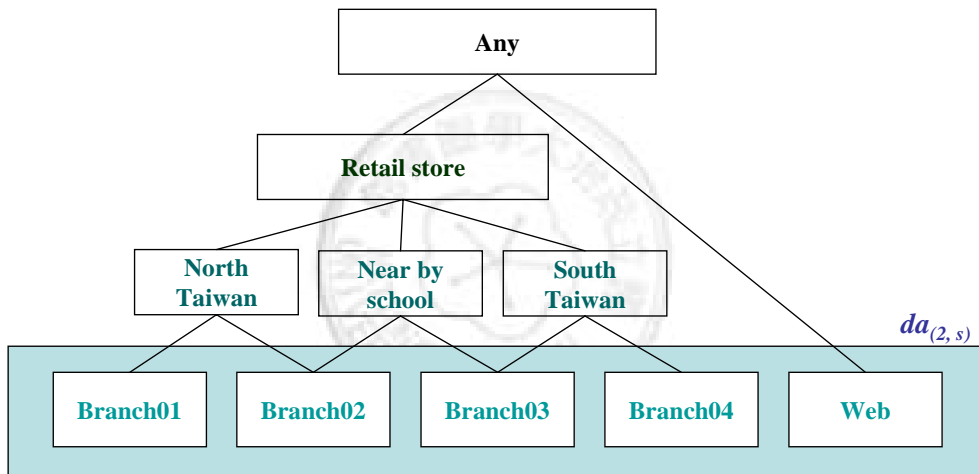 Any
Retail store
North
Taiwan
Near by
school
South
Taiwan
da(2, s)
Branch01
Branch02
Branch03
Branch04
Web